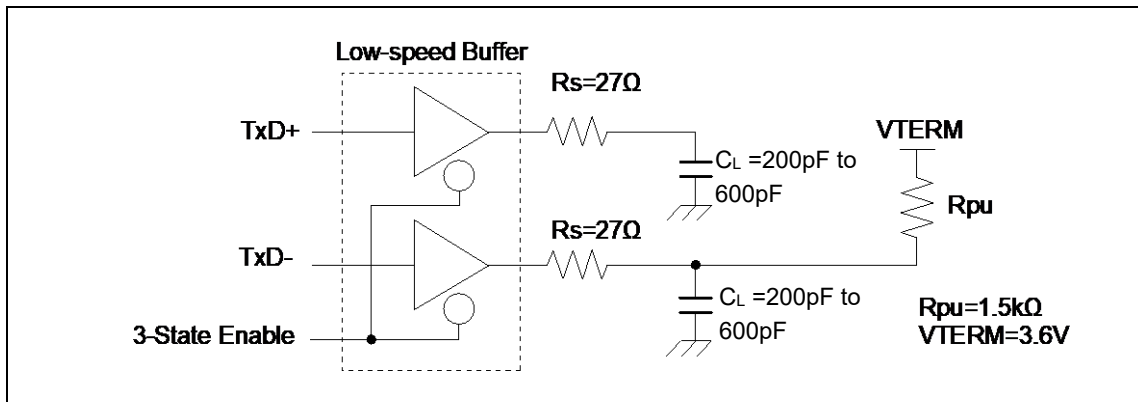 Low-speed Buffer
Rs=27Ω
TxD+
VTERM
CL =200pF to
600pF
Rpu
Rs=27Ω
TxD-
CL =200pF to
600pF
Rpu=1.5kΩ
VTERM=3.6V
3-State Enable